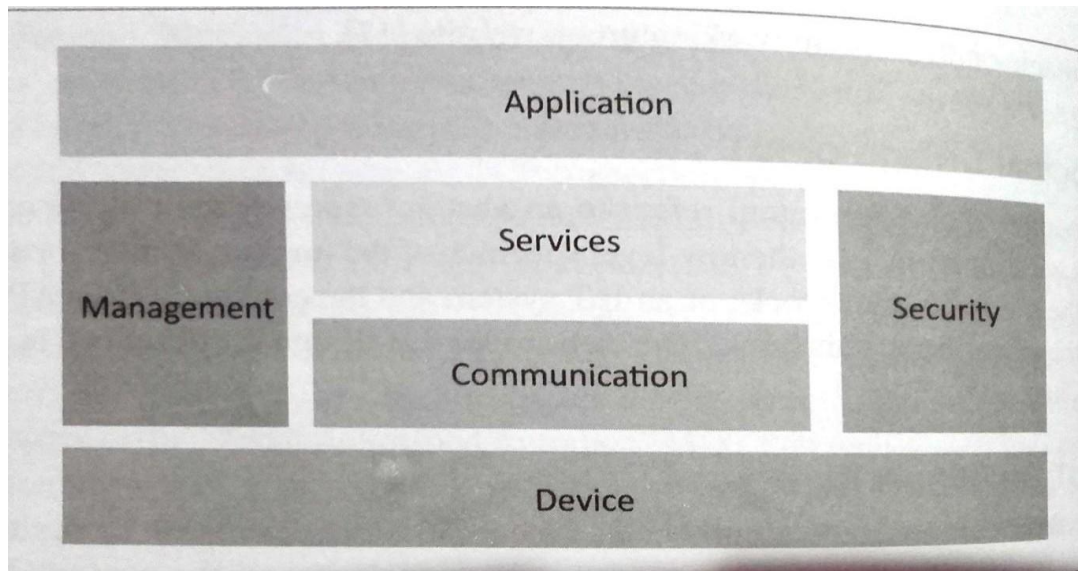 Application
Services
Management
Security
Communication
Device